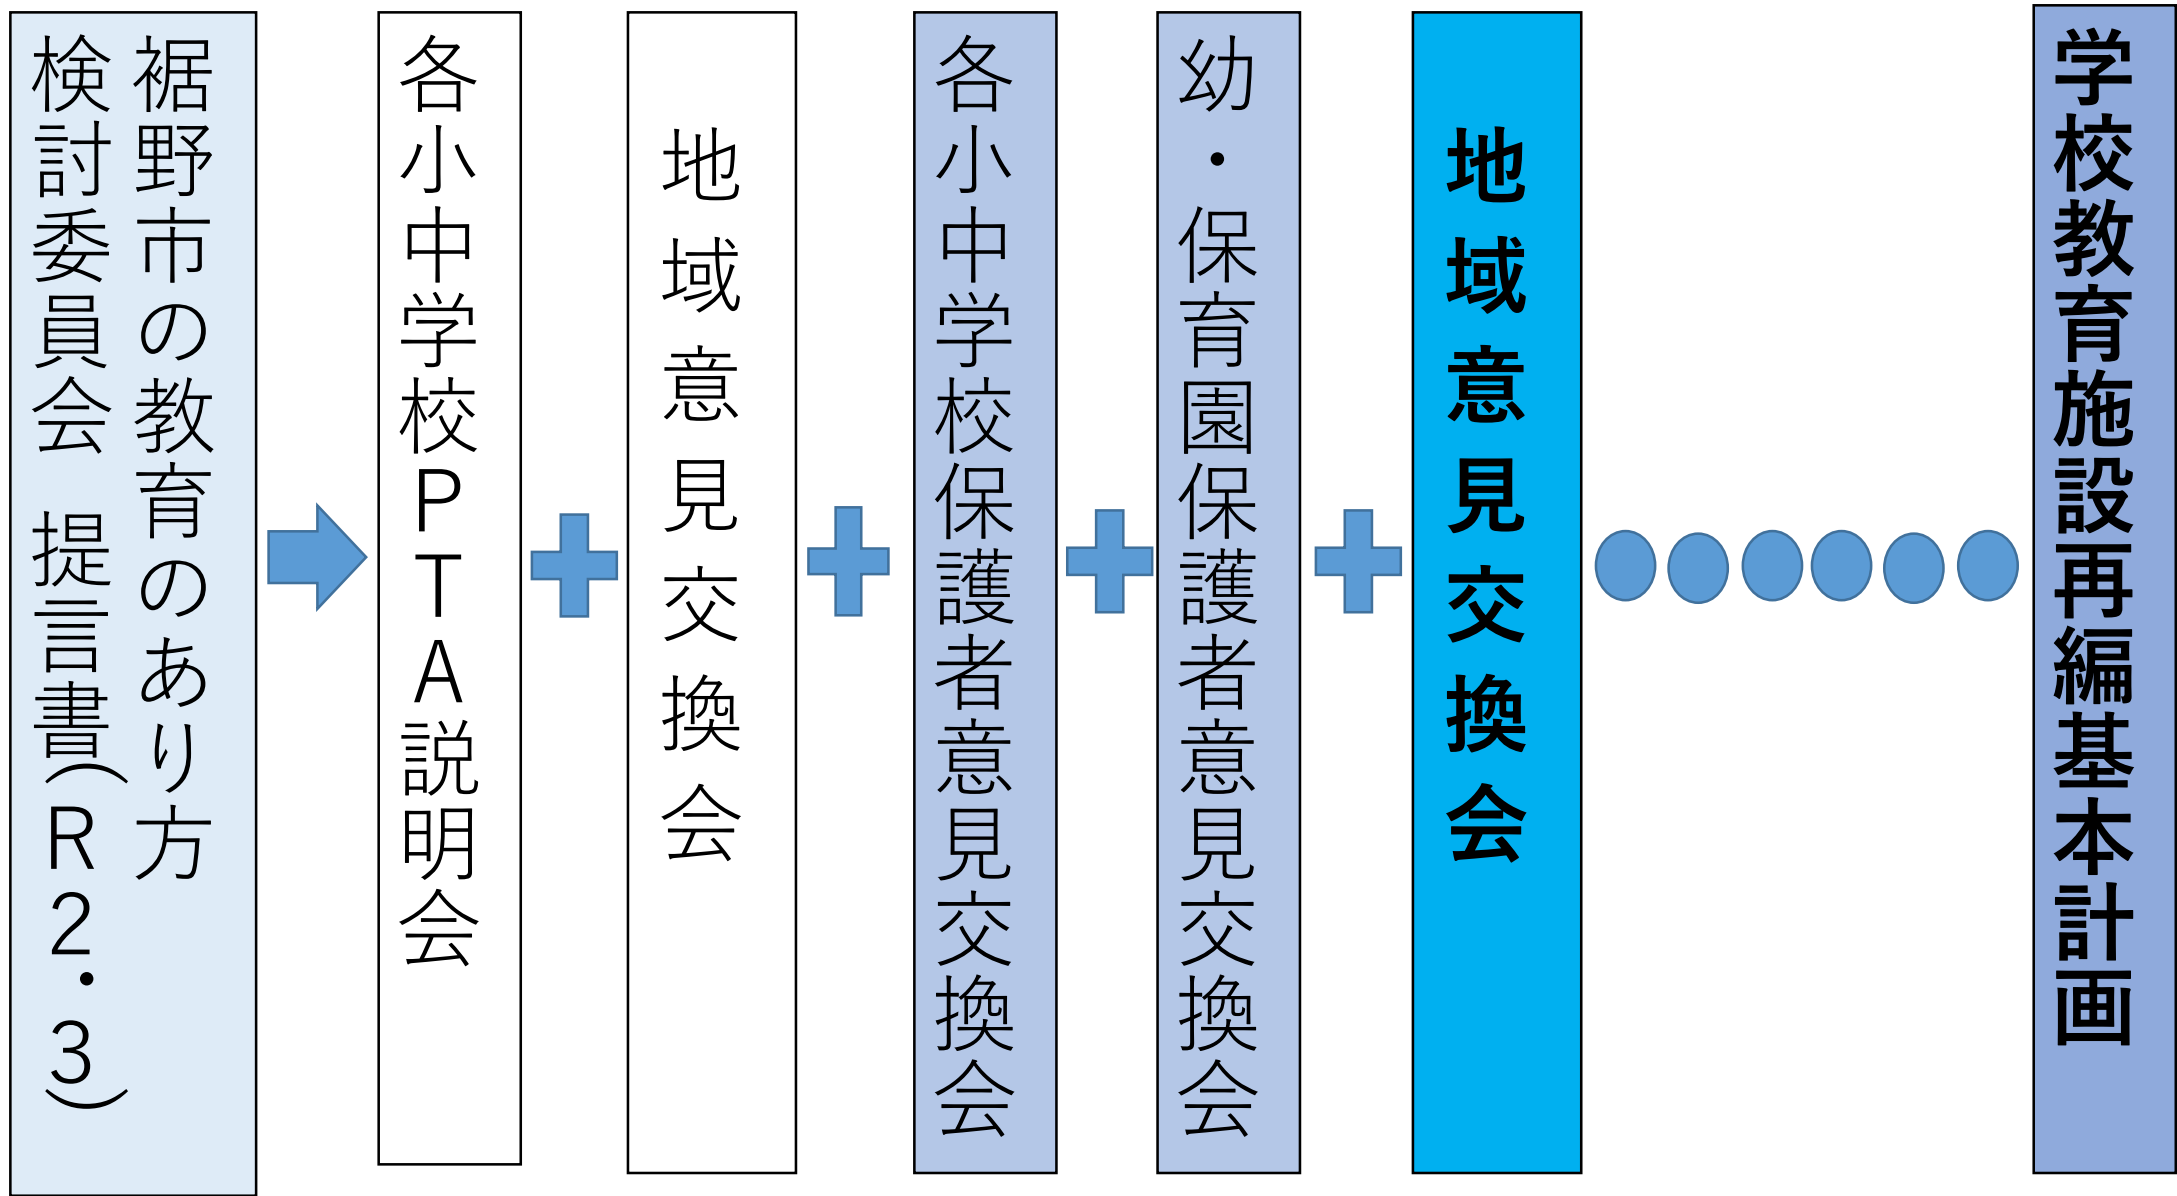 裾野市の教育のあり方
検討委員会　提言書（Ｒ２．３）
各小中学校ＰＴＡ説明会
地域意見交換会
各小中学校保護者意見交換会
幼・保育園保護者意見交換会
地域意見交換会
学校教育施設再編基本計画